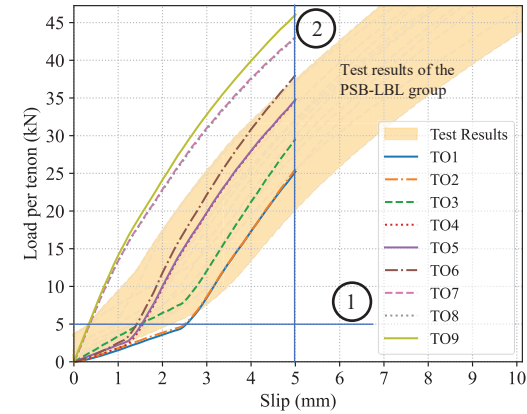 45
40
35
30
25
20
15
10
5
0
Load per tenon (kN)
2
Test results of the
PSB-LBL group
Test Results
TO1
TO2
TO3
TO4
TO5
TO6
TO7
TO8
TO9
1
0 1 2 3 4 5 6 7 8 9 10
Slip (mm)